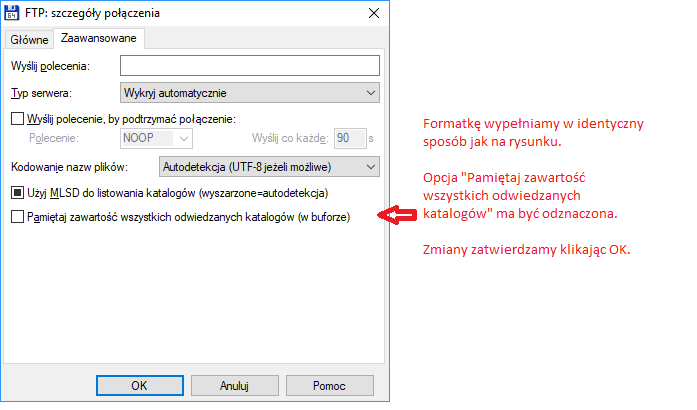 FTP: szczegóły połączenia
Główne
Zaawansowane
Wyślij polecenia:
Typ serwera:
Wykryj automatycznie
Wyślij polecenie, by podtrzymać połączenie:
Polecenie:
NOOP
Wyślij co każde:
90
s
Kodowanie nazw plików:
Autodetekcja (UTF-8 jeżeli możliwe)
Użyj MLSD do listowania katalogów (wyszarzone=autodetekcja)
Pamiętaj zawartość wszystkich odwiedzanych katalogów (w buforze)
OK
Anuluj
Pomoc
Formatkę wypełniamy w identyczny
sposób jak na rysunku.
Opcja "Pamiętaj zawartość
wszystkich odwiedzanych
katalogów" ma być odznaczona.
Zmiany zatwierdzamy klikając OK.